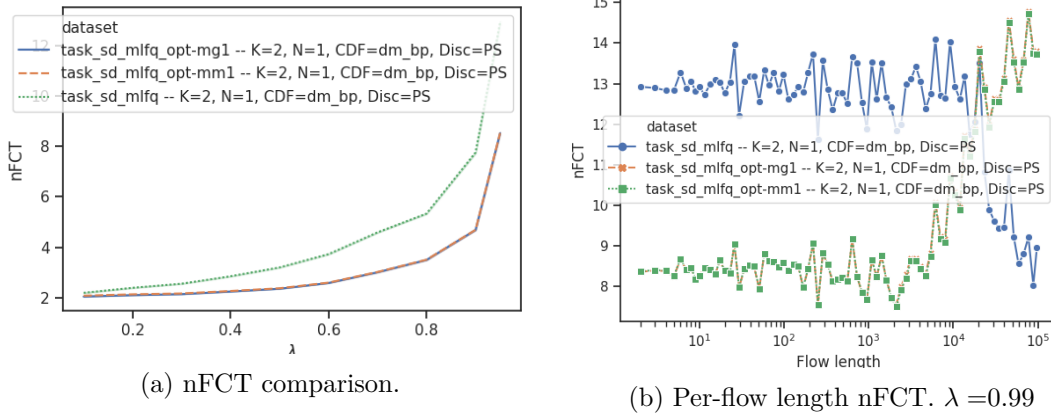 dataset
task_sd_mlfq_opt-mg1 -- K=2, N=1, CDF=dm_bp, Disc=PS
task_sd_mlfq_opt-mm1 -- K=2, N=1, CDF=dm_bp, Disc=PS
task_sd_mlfq -- K=2, N=1, CDF=dm_bp, Disc=PS
12
10
8
6
4
2
nFCT
0.2
0.4
0.6
0.8
λ
(a) nFCT comparison.
15
14
13
12
11
10
9
8
nFCT
dataset
task_sd_mlfq -- K=2, N=1, CDF=dm_bp, Disc=PS
task_sd_mlfq_opt-mg1 -- K=2, N=1, CDF=dm_bp, Disc=PS
task_sd_mlfq_opt-mm1 -- K=2, N=1, CDF=dm_bp, Disc=PS
10¹
10²
10³
10⁴
10⁵
Flow length
(b) Per-flow length nFCT. λ =0.99